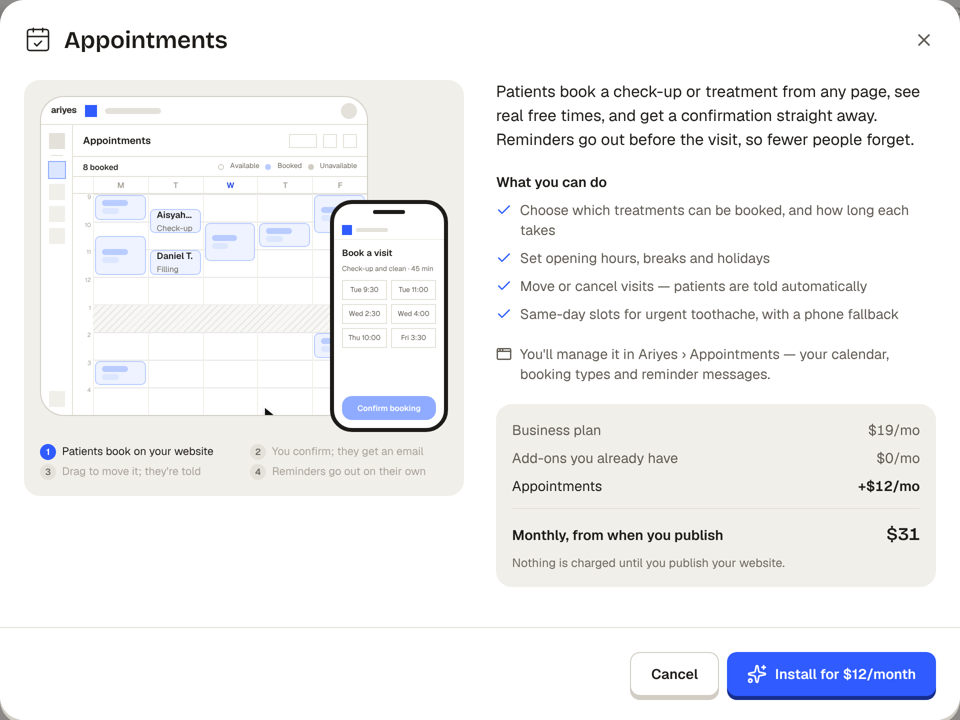 Appointments
ariyes
Appointments
8 booked
Available
Booked
Unavailable
M
T
W
T
F
9
10
11
12
1
2
3
4
Aisyah...
Check-up
Daniel T.
Filling
Book a visit
Check-up and clean · 45 min
Tue 9:30
Tue 11:00
Wed 2:30
Wed 4:00
Thu 10:00
Fri 3:30
Confirm booking
1 Patients book on your website
2 You confirm; they get an email
3 Drag to move it; they're told
4 Reminders go out on their own
Patients book a check-up or treatment from any page, see
real free times, and get a confirmation straight away.
Reminders go out before the visit, so fewer people forget.
What you can do
Choose which treatments can be booked, and how long each
takes
Set opening hours, breaks and holidays
Move or cancel visits — patients are told automatically
Same-day slots for urgent toothache, with a phone fallback
You'll manage it in Ariyes › Appointments — your calendar,
booking types and reminder messages.
Business plan $19/mo
Add-ons you already have $0/mo
Appointments +$12/mo
Monthly, from when you publish $31
Nothing is charged until you publish your website.
Cancel
Install for $12/month